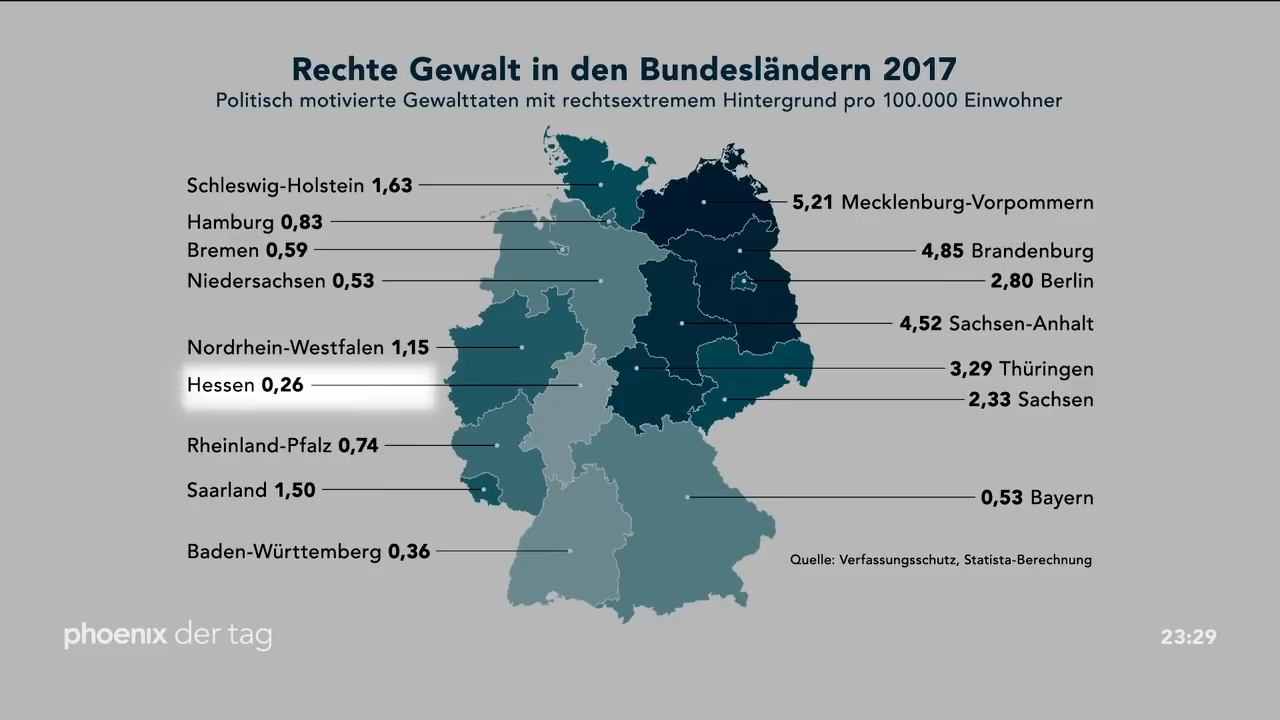 Rechte Gewalt in den Bundesländern 2017
Politisch motivierte Gewalttaten mit rechtsextremem Hintergrund pro 100.000 Einwohner
Schleswig-Holstein 1,63
Hamburg 0,83
Bremen 0,59
Niedersachsen 0,53
Nordrhein-Westfalen 1,15
Hessen 0,26
Rheinland-Pfalz 0,74
Saarland 1,50
Baden-Württemberg 0,36
5,21 Mecklenburg-Vorpommern
4,85 Brandenburg
2,80 Berlin
4,52 Sachsen-Anhalt
3,29 Thüringen
2,33 Sachsen
0,53 Bayern
Quelle: Verfassungsschutz, Statista-Berechnung
phoenix der tag
23:29